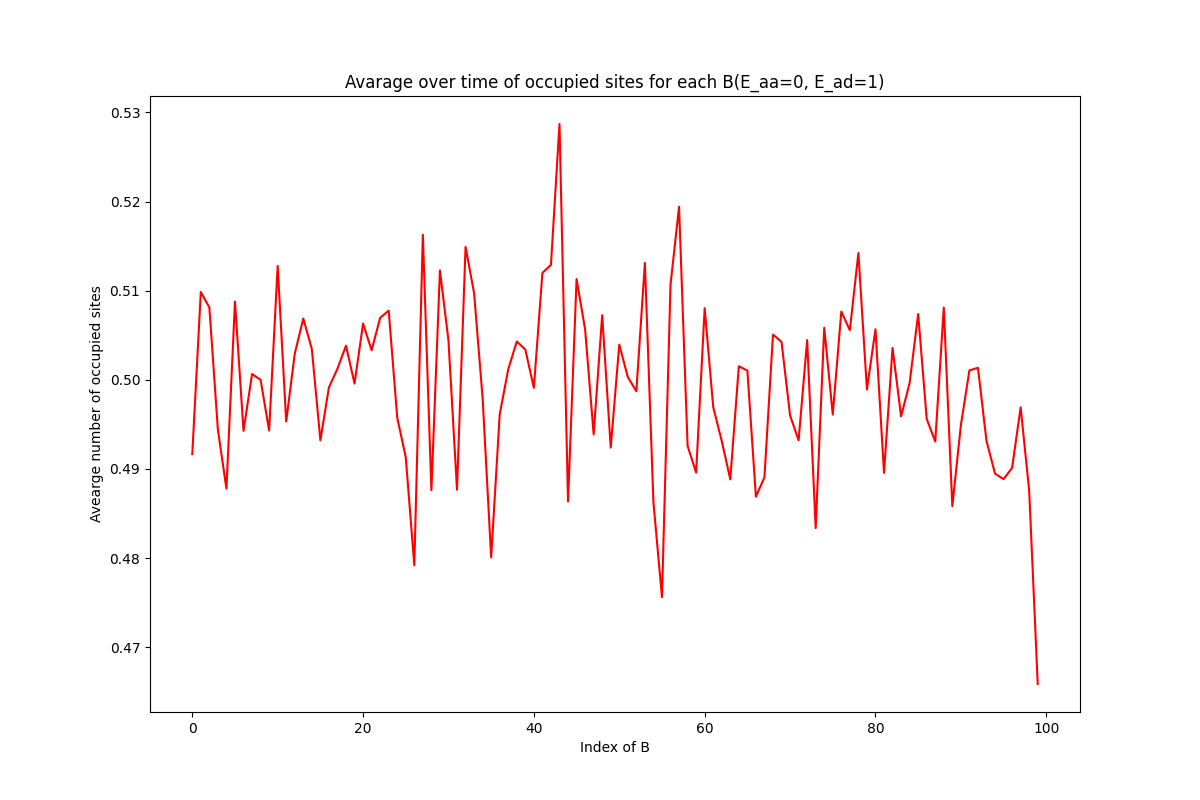 Avarage over time of occupied sites for each B(E_aa=0, E_ad=1)
0.53
0.52
0.51
0.50
0.49
0.48
0.47
Avearge number of occupied sites
0 20 40 60 80 100
Index of B